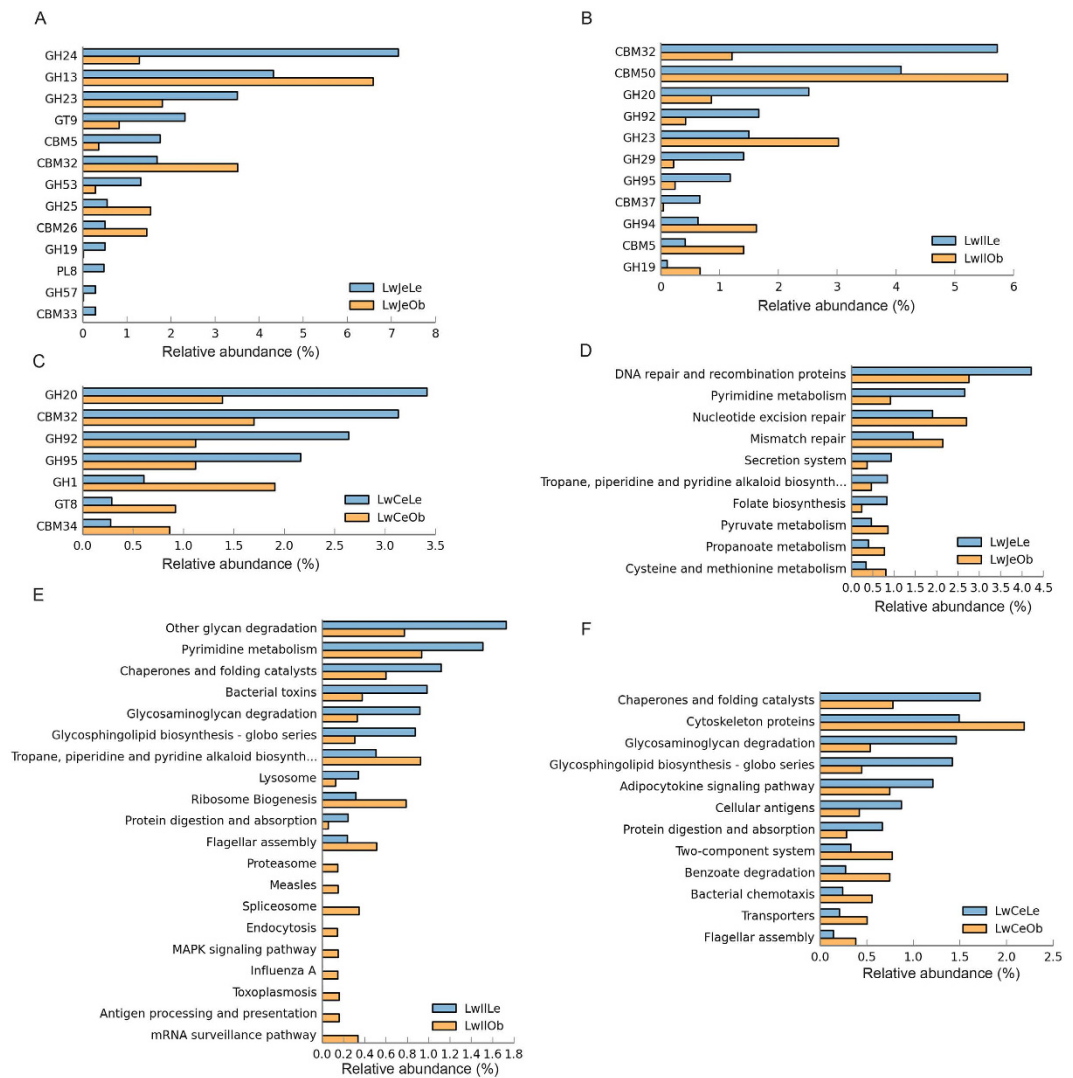 A
GH24
GH13
GH23
GT9
CBM5
CBM32
GH53
GH25
CBM26
GH19
PL8
GH57
CBM33
LwJeLe
LwJeOb
0 1 2 3 4 5 6 7 8
Relative abundance (%)
B
CBM32
CBM50
GH20
GH92
GH23
GH29
GH95
CBM37
GH94
CBM5
GH19
LwIlLe
LwIlOb
0 1 2 3 4 5 6
Relative abundance (%)
C
GH20
CBM32
GH92
GH95
GH1
GT8
CBM34
LwCeLe
LwCeOb
0.0 0.5 1.0 1.5 2.0 2.5 3.0 3.5
Relative abundance (%)
D
DNA repair and recombination proteins
Pyrimidine metabolism
Nucleotide excision repair
Mismatch repair
Secretion system
Tropane, piperidine and pyridine alkaloid biosynth...
Folate biosynthesis
Pyruvate metabolism
Propanoate metabolism
Cysteine and methionine metabolism
LwJeLe
LwJeOb
0.0 0.5 1.0 1.5 2.0 2.5 3.0 3.5 4.0 4.5
Relative abundance (%)
E
Other glycan degradation
Pyrimidine metabolism
Chaperones and folding catalysts
Bacterial toxins
Glycosaminoglycan degradation
Glycosphingolipid biosynthesis - globo series
Tropane, piperidine and pyridine alkaloid biosynth...
Lysosome
Ribosome Biogenesis
Protein digestion and absorption
Flagellar assembly
Proteasome
Measles
Spliceosome
Endocytosis
MAPK signaling pathway
Influenza A
Toxoplasmosis
Antigen processing and presentation
mRNA surveillance pathway
LwIlLe
LwIlOb
0.0 0.2 0.4 0.6 0.8 1.0 1.2 1.4 1.6 1.8
Relative abundance (%)
F
Chaperones and folding catalysts
Cytoskeleton proteins
Glycosaminoglycan degradation
Glycosphingolipid biosynthesis - globo series
Adipocytokine signaling pathway
Cellular antigens
Protein digestion and absorption
Two-component system
Benzoate degradation
Bacterial chemotaxis
Transporters
Flagellar assembly
LwCeLe
LwCeOb
0.0 0.5 1.0 1.5 2.0 2.5
Relative abundance (%)